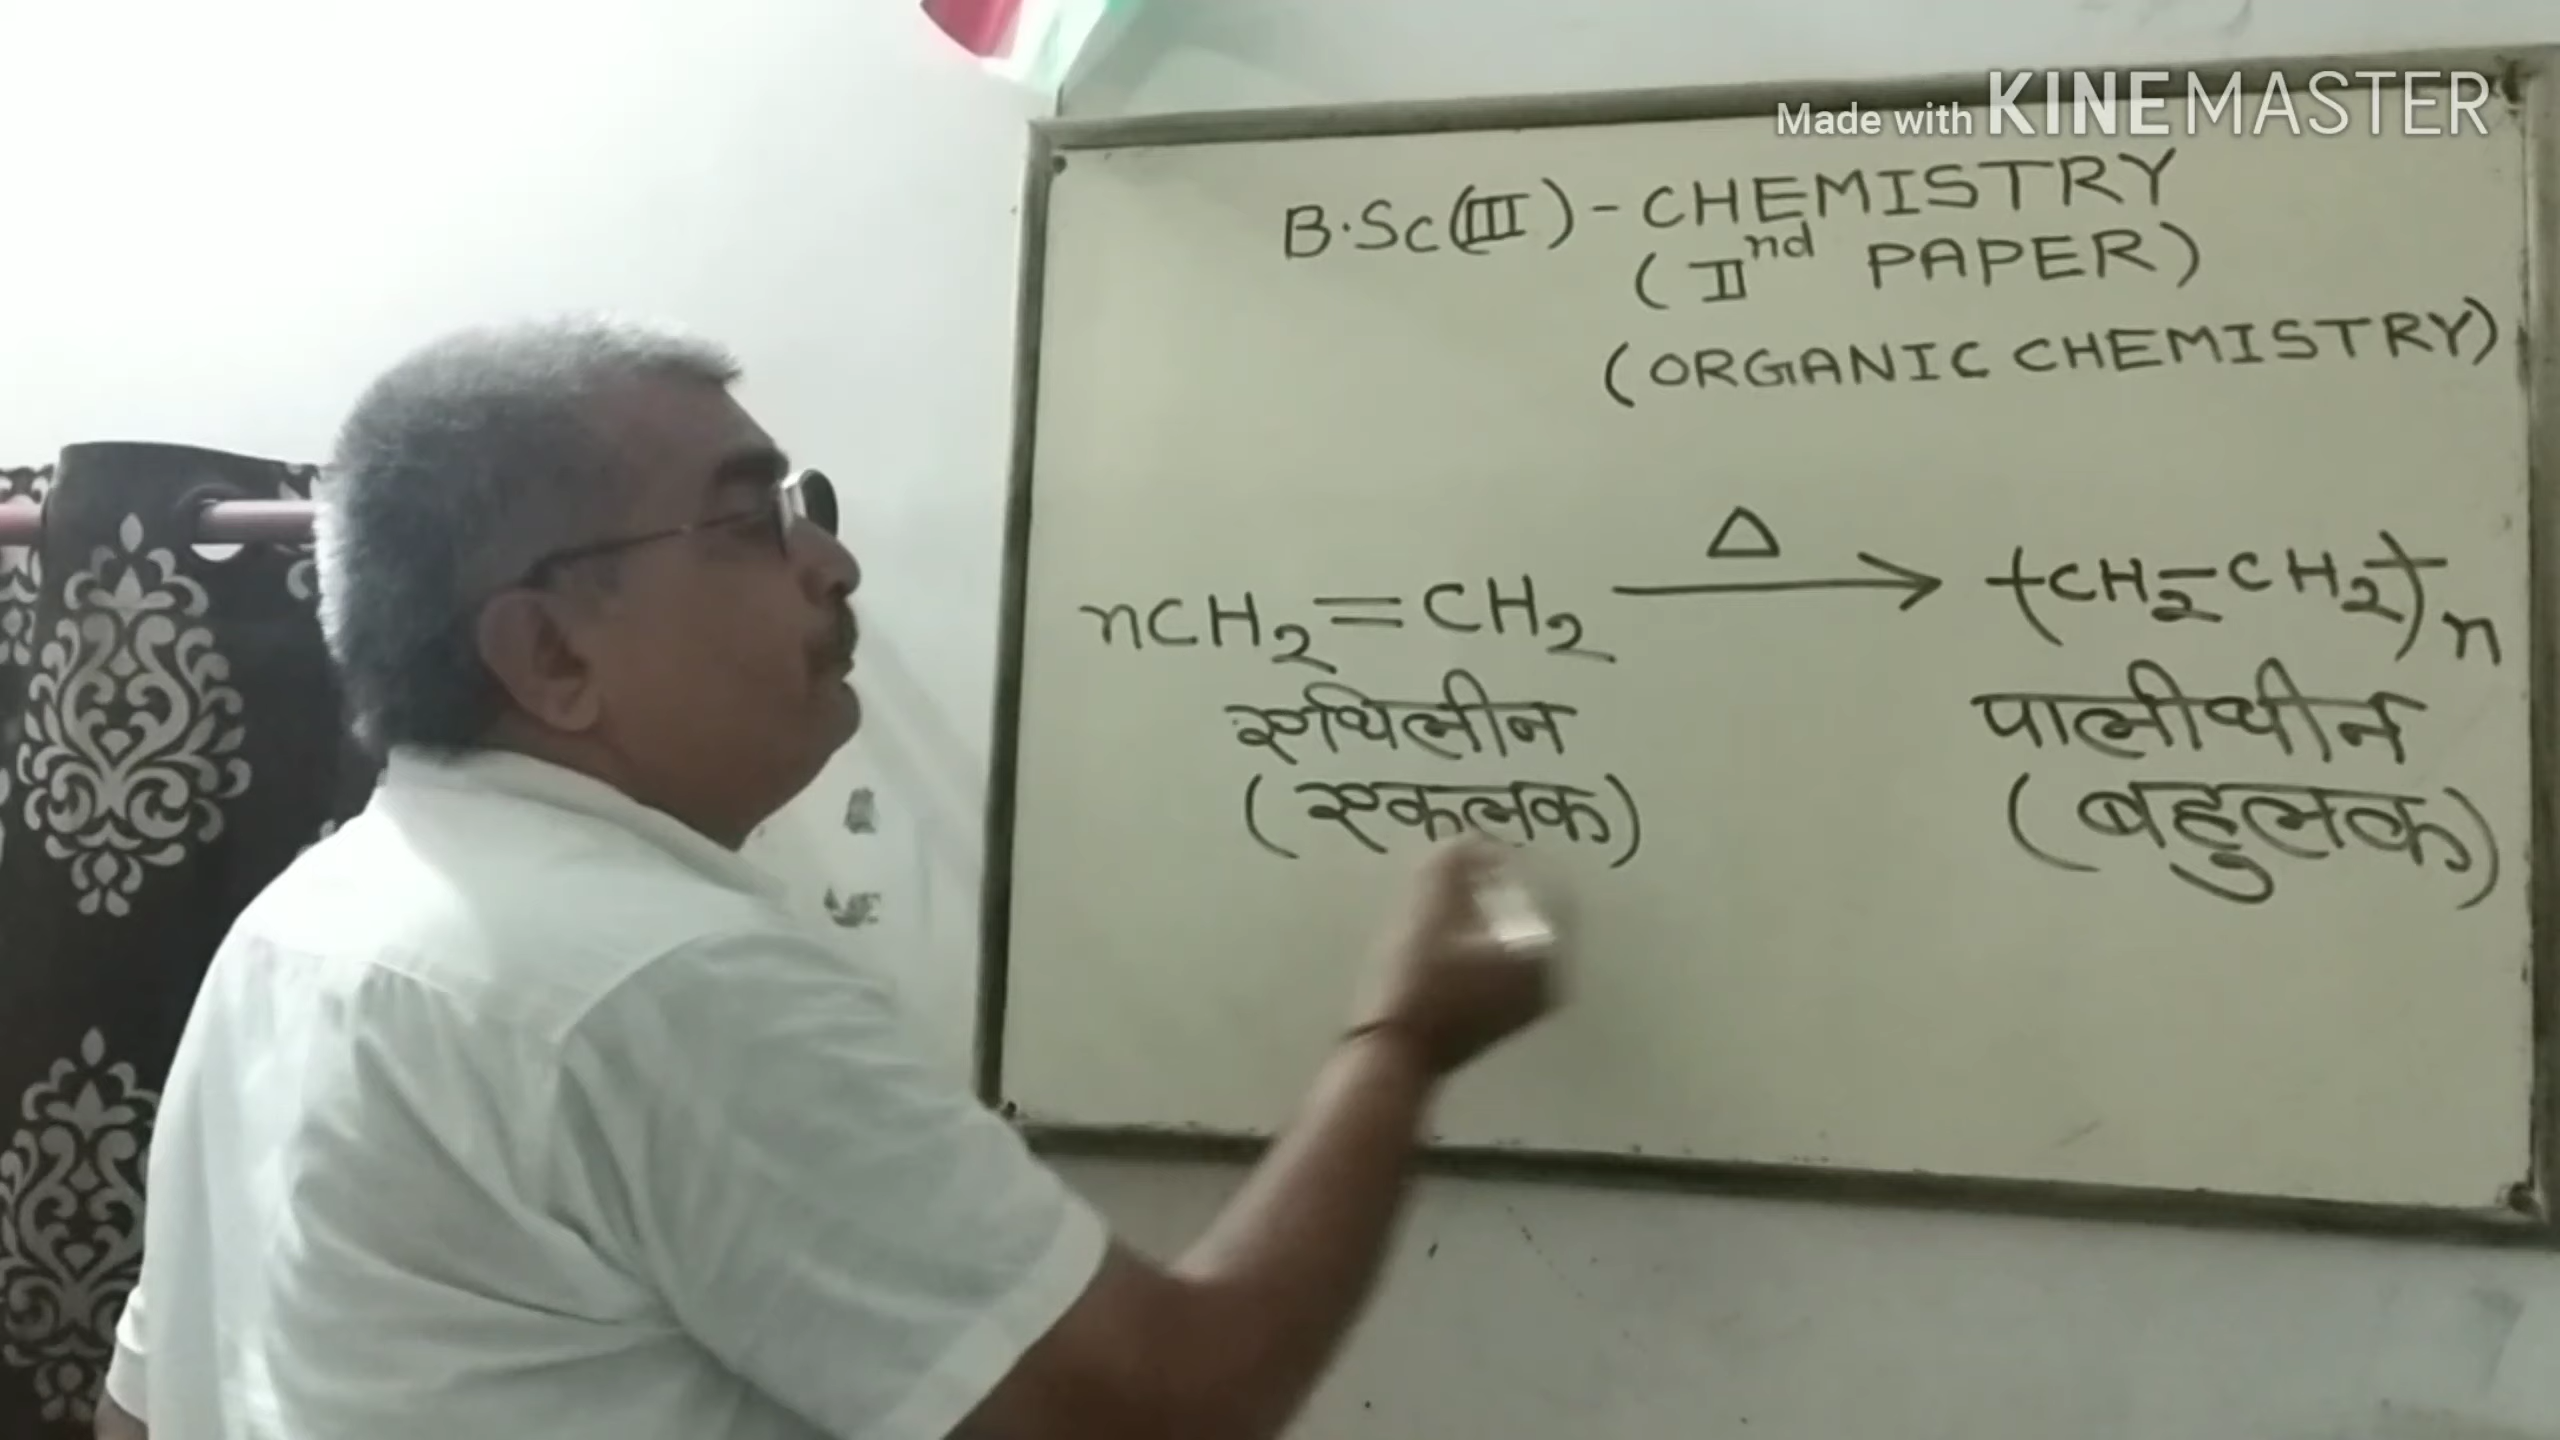 Made with KINEMASTER
B.Sc(III) - CHEMISTRY
(IInd PAPER)
(ORGANIC CHEMISTRY)
Δ
nCH2=CH2 → (CH2-CH2)n
एथिलीन पालीथीन
(एकलक) (बहुलक)